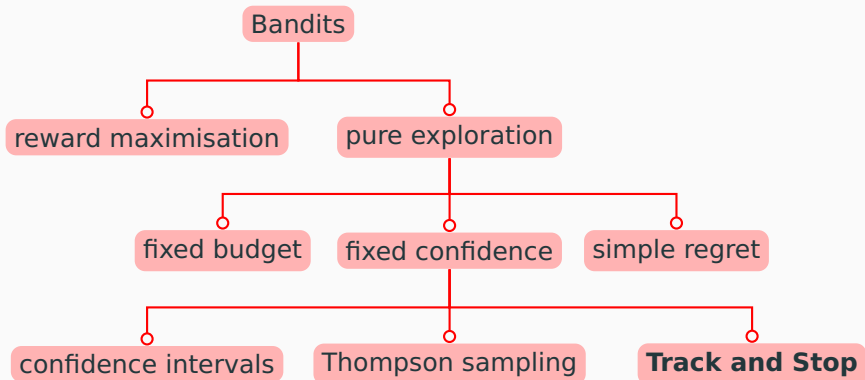 Bandits
reward maximisation
pure exploration
fixed budget
fixed confidence
simple regret
confidence intervals
Thompson sampling
Track and Stop